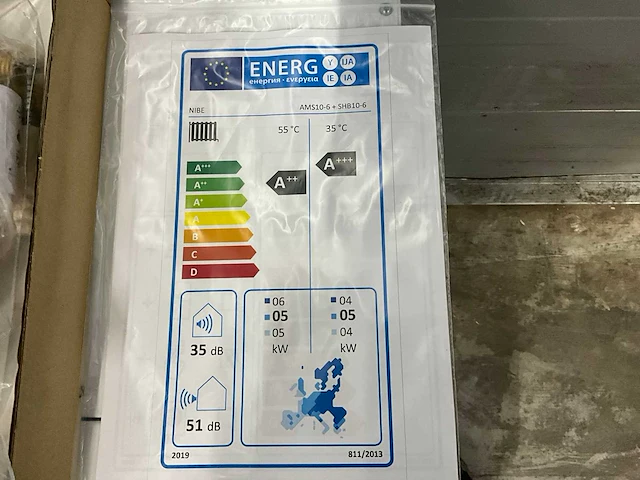 ENERG Y IJA
енергия · ενεργεια IE IA
NIBE AMS10-6 + SHB10-6
55 °C 35 °C
A+++
A++
A+
A
B
C
D
A++
A+++
06 04
05 05
05 04
kW kW
35 dB
51 dB
2019 811/2013